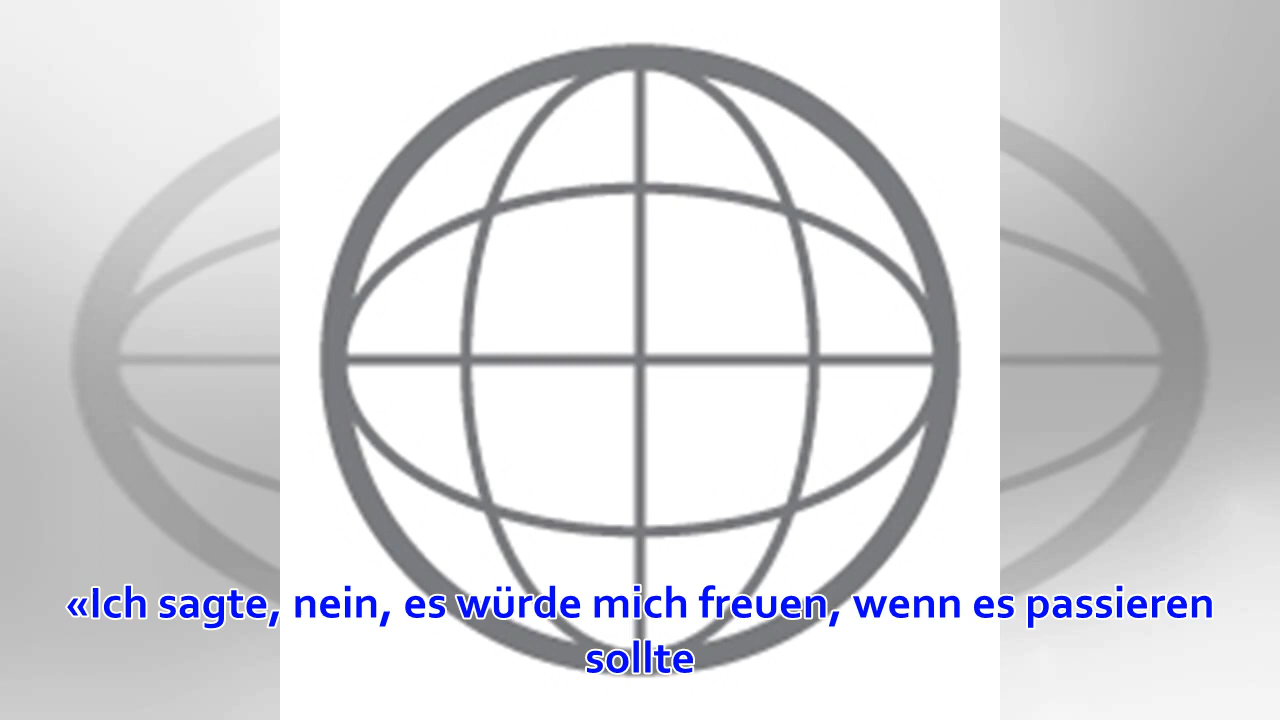 «Ich sagte, nein, es würde mich freuen, wenn es passieren
sollte